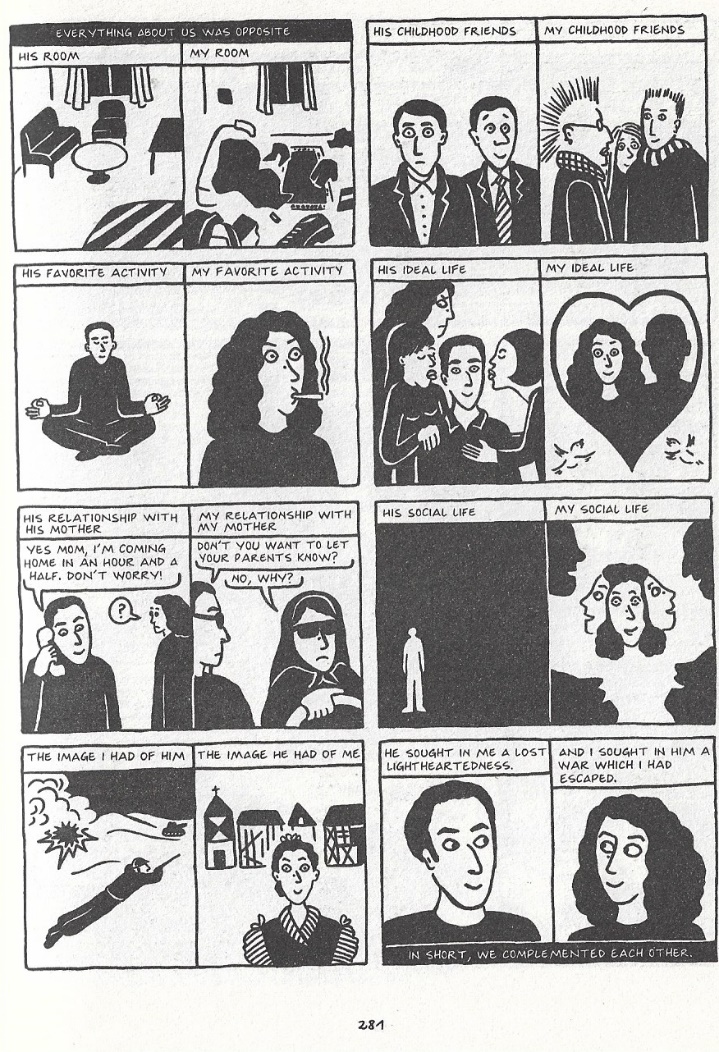 EVERYTHING ABOUT US WAS OPPOSITE
HIS ROOM
MY ROOM
HIS CHILDHOOD FRIENDS
MY CHILDHOOD FRIENDS
HIS FAVORITE ACTIVITY
MY FAVORITE ACTIVITY
HIS IDEAL LIFE
MY IDEAL LIFE
HIS RELATIONSHIP WITH
HIS MOTHER
YES MOM, I'M COMING
HOME IN AN HOUR AND A
HALF. DON'T WORRY!
?
MY RELATIONSHIP WITH
MY MOTHER
DON'T YOU WANT TO LET
YOUR PARENTS KNOW?
NO, WHY?
HIS SOCIAL LIFE
MY SOCIAL LIFE
THE IMAGE I HAD OF HIM
THE IMAGE HE HAD OF ME
HE SOUGHT IN ME A LOST
LIGHTHEARTEDNESS.
AND I SOUGHT IN HIM A
WAR WHICH I HAD
ESCAPED.
IN SHORT, WE COMPLEMENTED EACH OTHER.
281